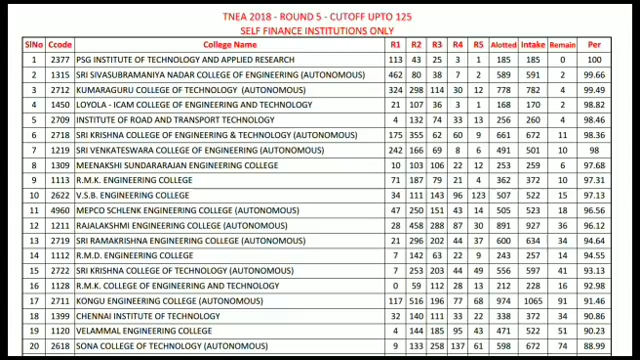 TNEA 2018 - ROUND 5 - CUTOFF UPTO 125
SELF FINANCE INSTITUTIONS ONLY
SlNo Ccode College Name R1 R2 R3 R4 R5 Alotted Intake Remain Per
1 2377 PSG INSTITUTE OF TECHNOLOGY AND APPLIED RESEARCH 113 43 25 3 1 185 185 0 100
2 1315 SRI SIVASUBRAMANIYA NADAR COLLEGE OF ENGINEERING (AUTONOMOUS) 462 80 38 7 2 589 591 2 99.66
3 2712 KUMARAGURU COLLEGE OF TECHNOLOGY (AUTONOMOUS) 324 298 114 30 12 778 782 4 99.49
4 1450 LOYOLA - ICAM COLLEGE OF ENGINEERING AND TECHNOLOGY 21 107 36 3 1 168 170 2 98.82
5 2709 INSTITUTE OF ROAD AND TRANSPORT TECHNOLOGY 4 132 74 33 13 256 260 4 98.46
6 2718 SRI KRISHNA COLLEGE OF ENGINEERING & TECHNOLOGY (AUTONOMOUS) 175 355 62 60 9 661 672 11 98.36
7 1219 SRI VENKATESWARA COLLEGE OF ENGINEERING (AUTONOMOUS) 242 166 69 8 6 491 501 10 98
8 1309 MEENAKSHI SUNDARARAJAN ENGINEERING COLLEGE 10 103 106 22 12 253 259 6 97.68
9 1113 R.M.K. ENGINEERING COLLEGE 71 187 79 21 4 362 372 10 97.31
10 2622 V.S.B. ENGINEERING COLLEGE 34 111 143 96 123 507 522 15 97.13
11 4960 MEPCO SCHLENK ENGINEERING COLLEGE (AUTONOMOUS) 47 250 151 43 14 505 523 18 96.56
12 1211 RAJALAKSHMI ENGINEERING COLLEGE (AUTONOMOUS) 28 458 288 87 30 891 927 36 96.12
13 2719 SRI RAMAKRISHNA ENGINEERING COLLEGE (AUTONOMOUS) 21 296 202 44 37 600 634 34 94.64
14 1112 R.M.D. ENGINEERING COLLEGE 7 142 63 22 9 243 257 14 94.55
15 2722 SRI KRISHNA COLLEGE OF TECHNOLOGY (AUTONOMOUS) 7 253 203 44 49 556 597 41 93.13
16 1128 R.M.K. COLLEGE OF ENGINEERING AND TECHNOLOGY 0 59 90 51 12 212 228 16 92.98
17 2711 KONGU ENGINEERING COLLEGE (AUTONOMOUS) 117 516 196 77 68 974 1065 91 91.46
18 1399 CHENNAI INSTITUTE OF TECHNOLOGY 32 140 111 33 22 338 372 34 90.86
19 1120 VELAMMAL ENGINEERING COLLEGE 4 144 185 95 43 471 522 51 90.23
20 2618 SONA COLLEGE OF TECHNOLOGY (AUTONOMOUS) 9 133 258 137 61 598 672 74 88.99